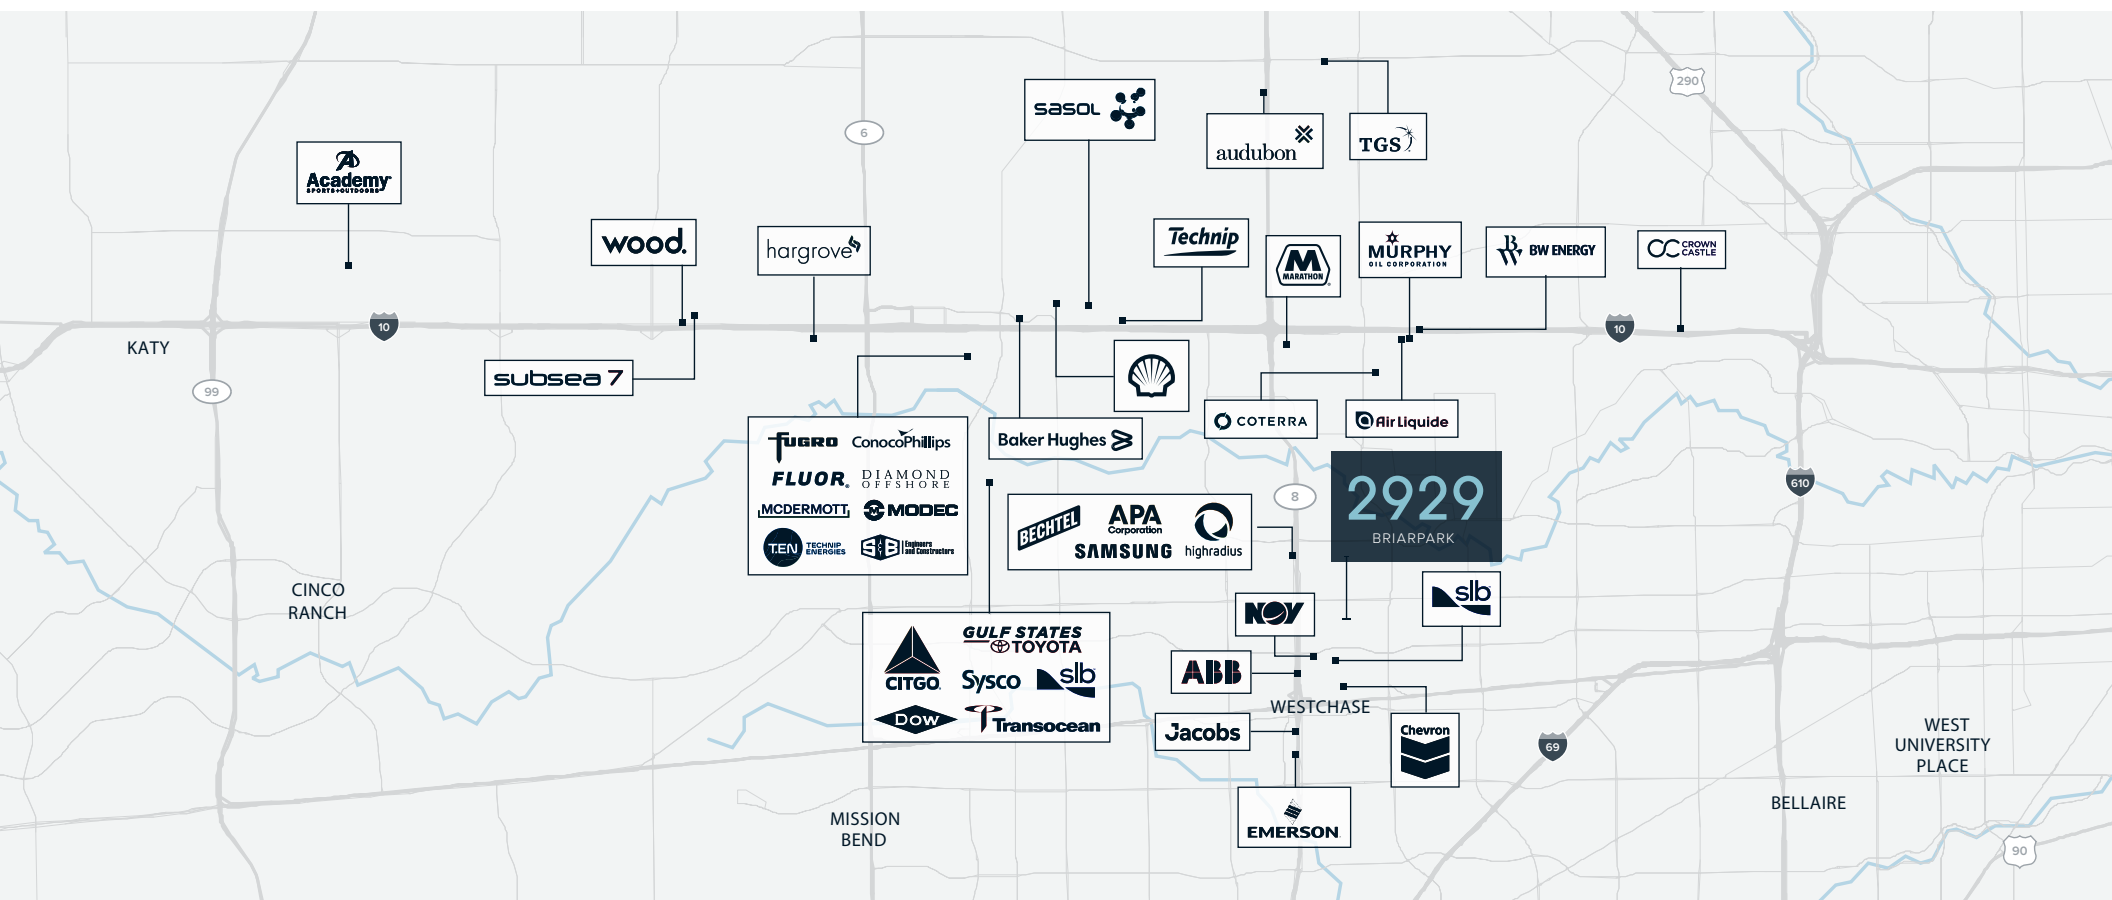 290
6
sasol
audubon
TGS
Academy
SPORTS+OUTDOORS
wood.
hargrove
Technip
MARATHON
MURPHY
OIL CORPORATION
BW ENERGY
CROWN
CASTLE
10
10
KATY
subsea 7
99
COTERRA
Air Liquide
Baker Hughes
FUGRO ConocoPhillips
FLUOR DIAMOND
OFFSHORE
MCDERMOTT MODEC
T.EN TECHNIP
ENERGIES
S&B Engineers
and Constructors
BECHTEL
APA
Corporation
SAMSUNG
highradius
8
2929
BRIARPARK
610
CINCO
RANCH
NOV
slb
CITGO
GULF STATES
TOYOTA
Sysco
slb
DOW
Transocean
ABB
WESTCHASE
Jacobs
Chevron
69
WEST
UNIVERSITY
PLACE
BELLAIRE
MISSION
BEND
EMERSON
90